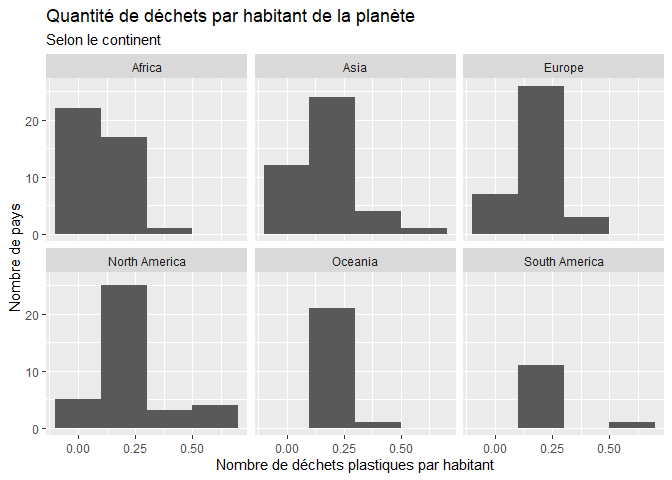 Quantité de déchets par habitant de la planète
Selon le continent
Africa Asia Europe
20
10
0
North America Oceania South America
20
10
0
0.00 0.25 0.50 0.00 0.25 0.50 0.00 0.25 0.50
Nombre de déchets plastiques par habitant
Nombre de pays